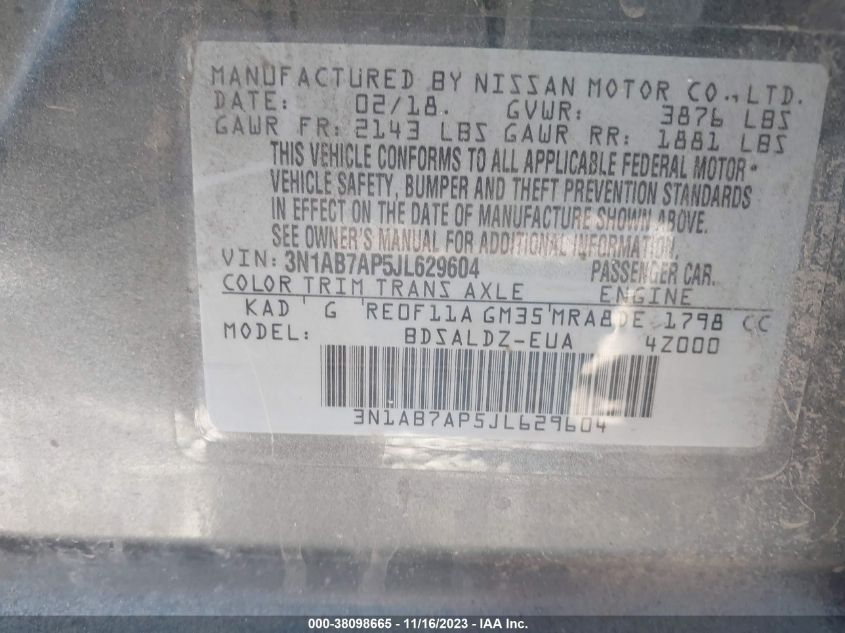 MANUFACTURED BY NISSAN MOTOR CO., LTD.
DATE: 02/18. GVWR: 3876 LBS
GAWR FR: 2143 LBS GAWR RR: 1881 LBS
THIS VEHICLE CONFORMS TO ALL APPLICABLE FEDERAL MOTOR
VEHICLE SAFETY, BUMPER AND THEFT PREVENTION STANDARDS
IN EFFECT ON THE DATE OF MANUFACTURE SHOWN ABOVE.
SEE OWNER'S MANUAL FOR ADDITIONAL INFORMATION.
VIN: 3N1AB7AP5JL629604 PASSENGER CAR.
COLOR TRIM TRANS AXLE ENGINE
KAD G RE0F11A GM35 MRA8DE 1798 CC
MODEL: BDSALDZ-EUA 4Z000
3N1AB7AP5JL629604
000-38098665 - 11/16/2023 - IAAI.com.